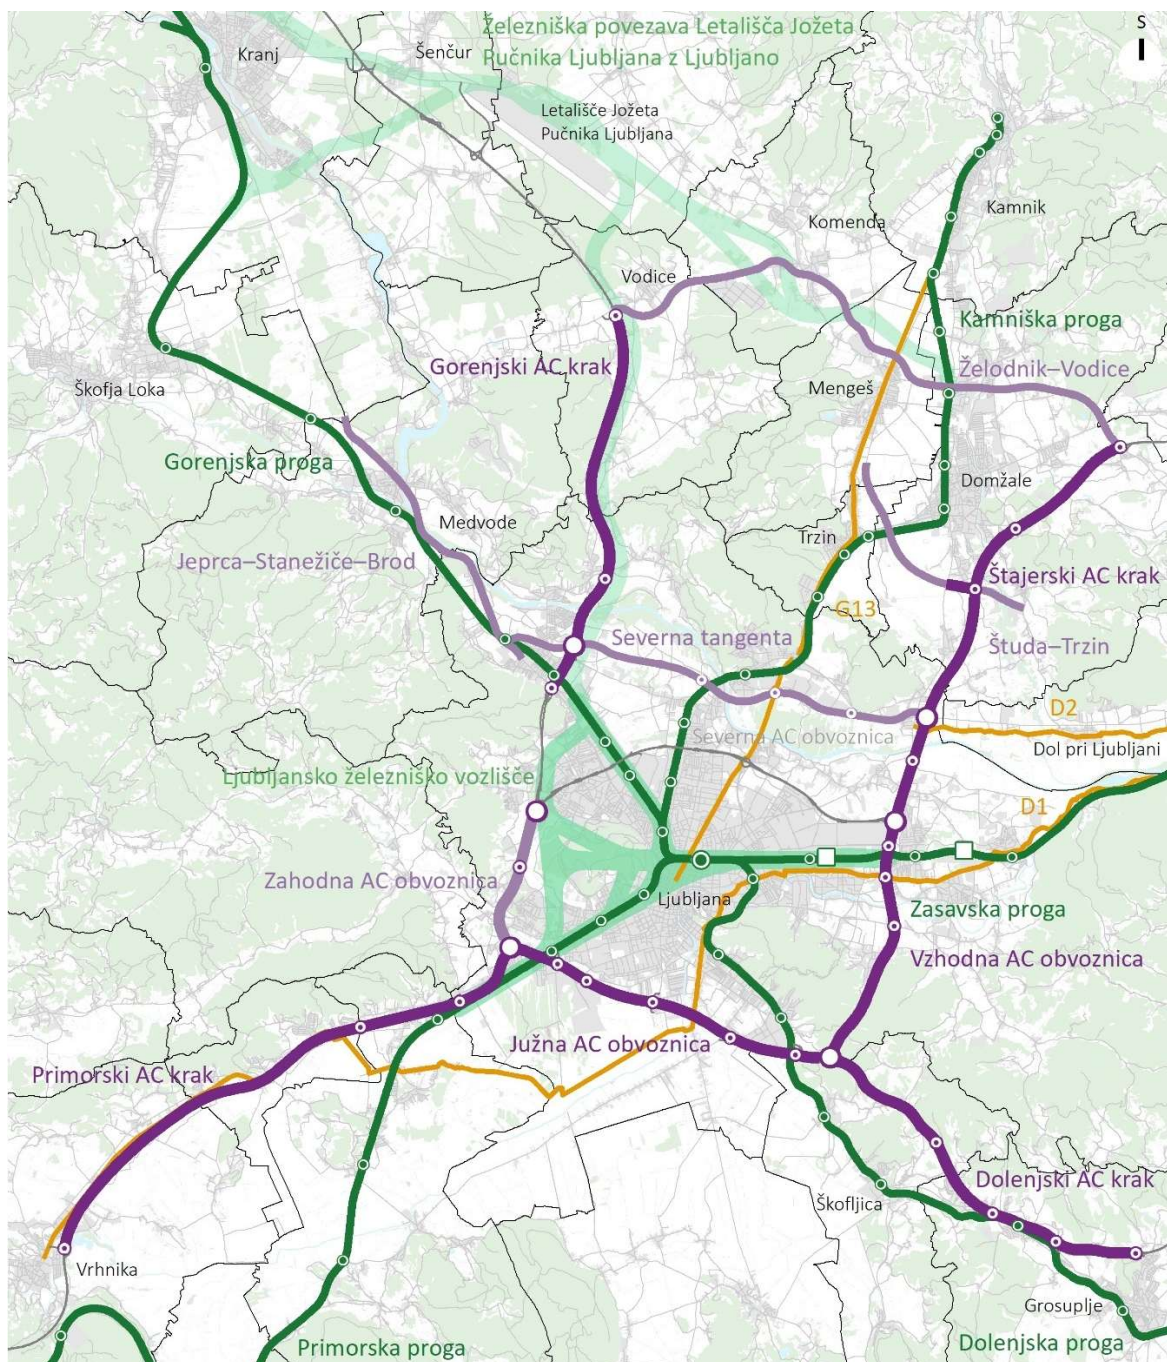 Železniška povezava Letališča Jožeta
Pučnika Ljubljana z Ljubljano
S
Kranj
Šenčur
Letališče Jožeta
Pučnika Ljubljana
Kamnik
Komenda
Vodice
Kamniška proga
Gorenjski AC krak
Želodnik–Vodice
Škofja Loka
Mengeš
Gorenjska proga
Domžale
Medvode
Trzin
Jeprca–Stanežiče–Brod
Štajerski AC krak
G13
Severna tangenta
Študa–Trzin
D2
Severna AC obvoznica
Dol pri Ljubljani
Ljubljansko železniško vozlišče
D1
Zahodna AC obvoznica
Ljubljana
Zasavska proga
Vzhodna AC obvoznica
Južna AC obvoznica
Primorski AC krak
Dolenjski AC krak
Škofljica
Vrhnika
Grosuplje
Primorska proga
Dolenjska proga